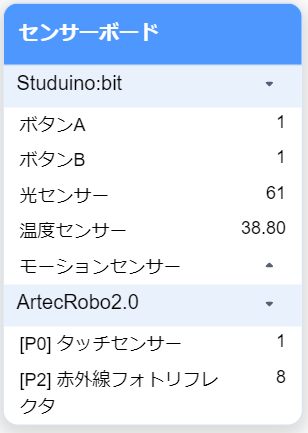 センサーボード
Studuino:bit
ボタンA 1
ボタンB 1
光センサー 61
温度センサー 38.80
モーションセンサー
ArtecRobo2.0
[P0] タッチセンサー 1
[P2] 赤外線フォトリフレ 8
クタ